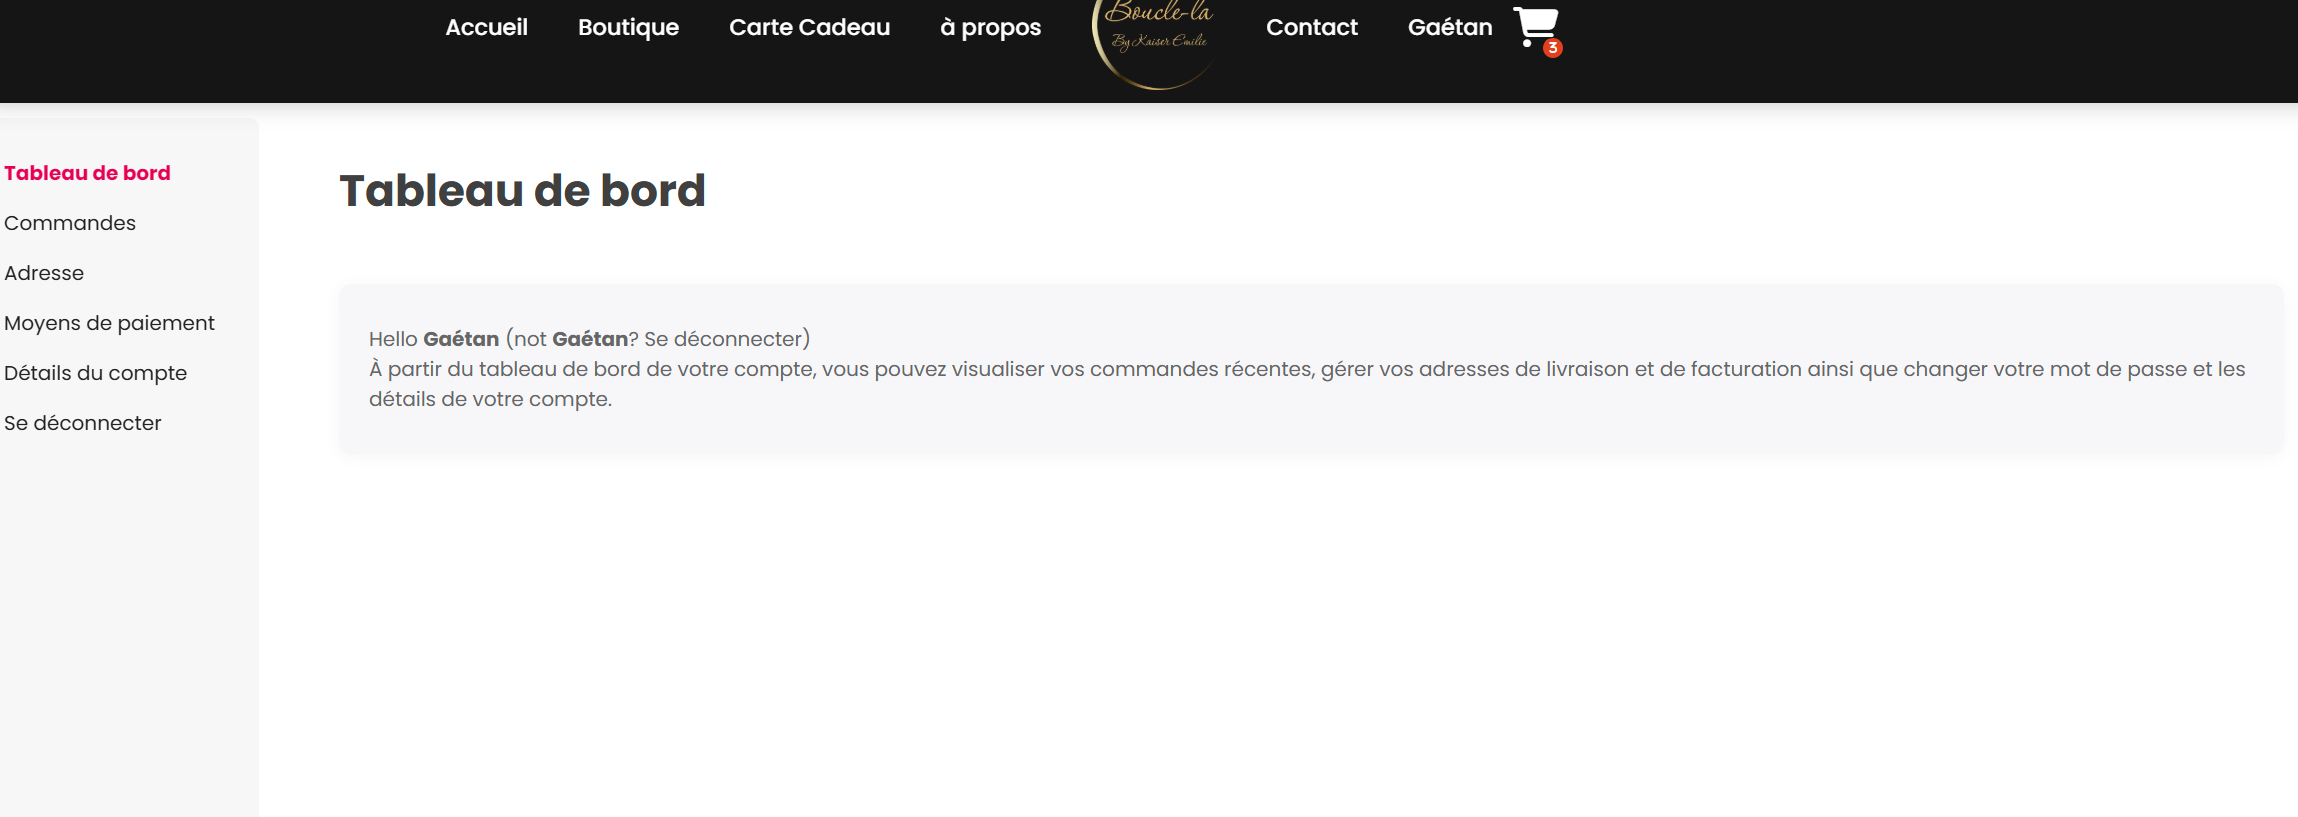 Accueil Boutique Carte Cadeau à propos Boucle-la Contact Gaétan 3
By Kaiser Emilie
Tableau de bord
Commandes
Adresse
Moyens de paiement
Détails du compte
Se déconnecter
Tableau de bord
Hello Gaétan (not Gaétan? Se déconnecter)
À partir du tableau de bord de votre compte, vous pouvez visualiser vos commandes récentes, gérer vos adresses de livraison et de facturation ainsi que changer votre mot de passe et les
détails de votre compte.